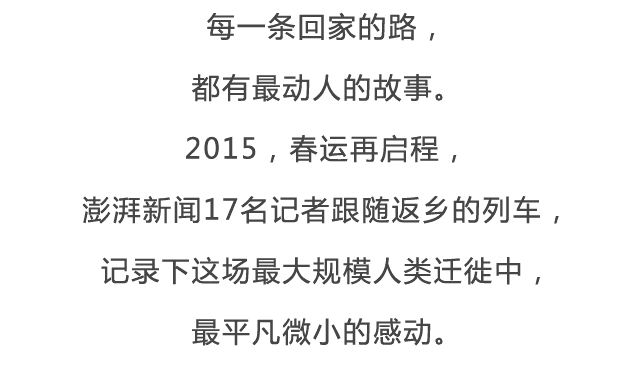 每一条回家的路，
都有最动人的故事。
2015，春运再启程，
澎湃新闻17名记者跟随返乡的列车，
记录下这场最大规模人类迁徙中，
最平凡微小的感动。